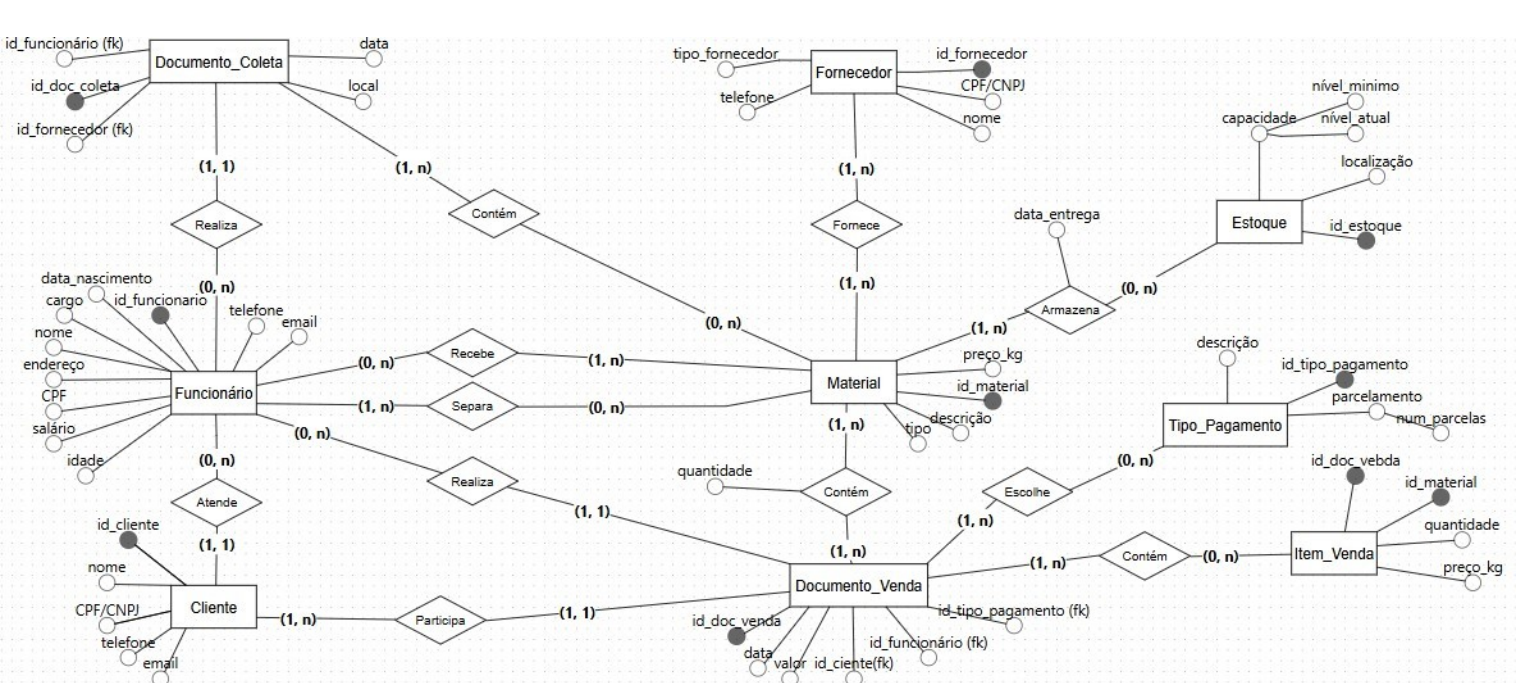 id_funcionário (fk)
Documento_Coleta
data
id_doc_coleta
local
id_fornecedor (fk)
(1, 1)
(1, n)
Realiza
Contém
(0, n)
(0, n)
tipo_fornecedor
Fornecedor
id_fornecedor
CPF/CNPJ
telefone
nome
(1, n)
Fornece
(1, n)
nível_minimo
capacidade
nível_atual
localização
Estoque
id_estoque
data_entrega
(0, n)
Armazena
(1, n)
data_nascimento
cargo
id_funcionario
telefone
email
nome
endereço
Funcionário
CPF
salário
idade
(0, n)
Recebe
(1, n)
(1, n)
Separa
(0, n)
Material
preço_kg
id_material
descrição
tipo
(0, n)
Realiza
(1, 1)
(0, n)
Atende
(1, 1)
(1, n)
quantidade
Contém
(1, n)
descrição
id_tipo_pagamento
parcelamento
num_parcelas
Tipo_Pagamento
(0, n)
Escolhe
(1, n)
id_doc_vebda
id_material
quantidade
Item_Venda
preço_kg
(1, n)
Contém
(0, n)
id_cliente
nome
CPF/CNPJ
Cliente
telefone
email
(1, n)
Participa
(1, 1)
Documento_Venda
id_doc_venda
data
valor
id_ciente(fk)
id_funcionário (fk)
id_tipo_pagamento (fk)